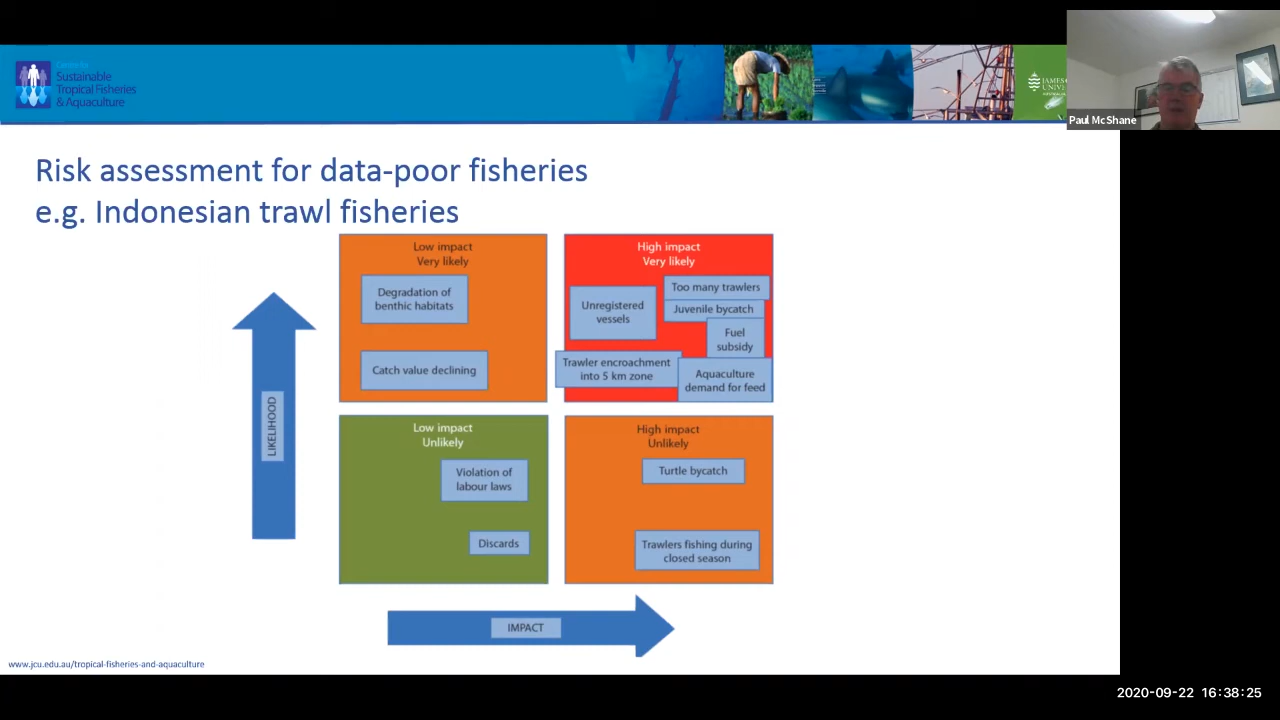 Centre for
Sustainable
Tropical Fisheries
& Aquaculture
Paul McShane
Risk assessment for data-poor fisheries
e.g. Indonesian trawl fisheries
Low impact
Very likely
Degradation of
benthic habitats
Catch value declining
High impact
Very likely
Too many trawlers
Unregistered
vessels
Juvenile bycatch
Fuel
subsidy
Trawler encroachment
into 5 km zone
Aquaculture
demand for feed
LIKELIHOOD
Low impact
Unlikely
Violation of
labour laws
Discards
High impact
Unlikely
Turtle bycatch
Trawlers fishing during
closed season
IMPACT
www.jcu.edu.au/tropical-fisheries-and-aquaculture
2020-09-22 16:38:25